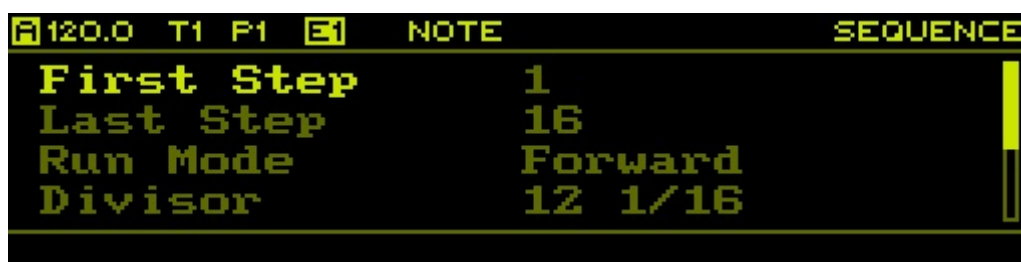 A 120.0 T1 P1 E1 NOTE SEQUENCE
First Step 1
Last Step 16
Run Mode Forward
Divisor 12 1/16